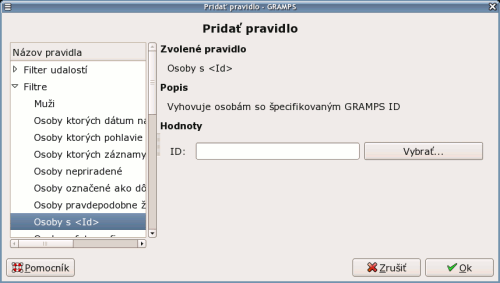 Pridať pravidlo - GRAMPS
Pridať pravidlo
Názov pravidla
Filter udalostí
Filtre
Muži
Osoby ktorých dátum
Osoby ktorých pohlavie
Osoby ktorých záznamy
Osoby nepriradené
Osoby označené ako
Osoby pravdepodobne
Osoby s <Id>
Zvolené pravidlo
Osoby s <Id>
Popis
Vyhovuje osobám so špecifikovaným GRAMPS ID
Hodnoty
ID:
Vybrať...
Pomocník
Zrušiť
Ok